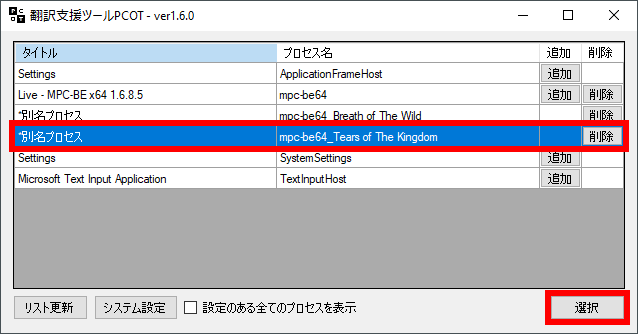 翻訳支援ツールPCOT - ver1.6.0
タイトル プロセス名 追加 削除
Settings ApplicationFrameHost 追加
Live - MPC-BE x64 1.6.8.5 mpc-be64 追加 削除
*別名プロセス mpc-be64_Breath of The Wild 削除
*別名プロセス mpc-be64_Tears of The Kingdom 削除
Settings SystemSettings 追加
Microsoft Text Input Application TextInputHost 追加
リスト更新 システム設定 設定のある全てのプロセスを表示 選択